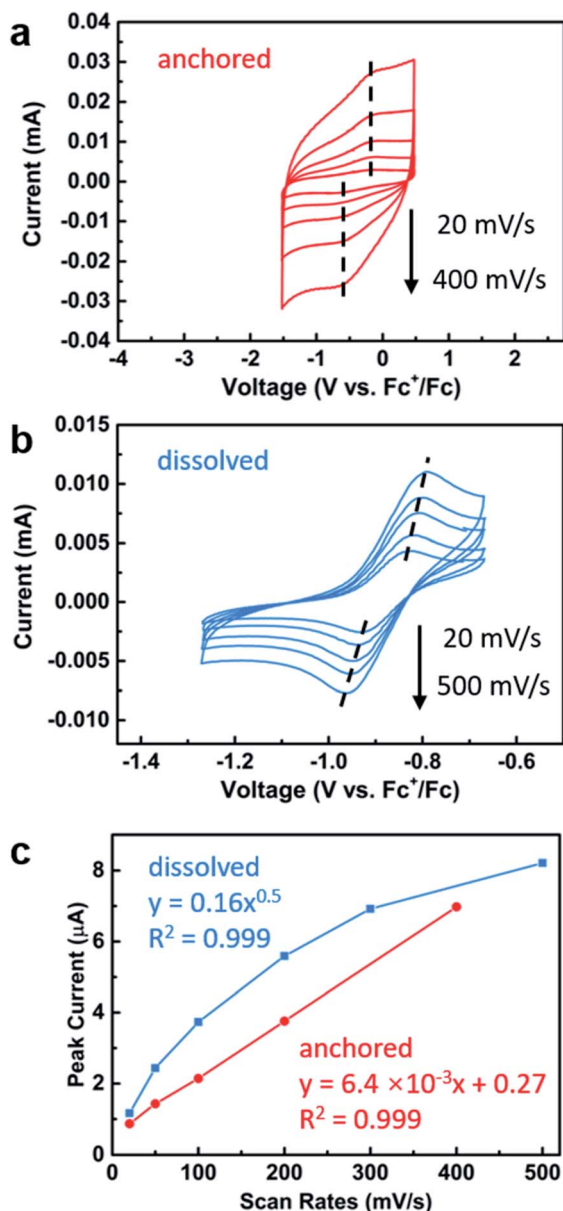 a
anchored
0.04
0.03
0.02
0.01
0.00
-0.01
-0.02
-0.03
-0.04
Current (mA)
20 mV/s
400 mV/s
-4 -3 -2 -1 0 1 2
Voltage (V vs. Fc⁺/Fc)
b
dissolved
0.015
0.010
0.005
0.000
-0.005
-0.010
Current (mA)
20 mV/s
500 mV/s
-1.4 -1.2 -1.0 -0.8 -0.6
Voltage (V vs. Fc⁺/Fc)
c
dissolved
y = 0.16x⁰·⁵
R² = 0.999
8
6
4
2
0
Peak Current (μA)
anchored
y = 6.4 ×10⁻³x + 0.27
R² = 0.999
0 100 200 300 400 500
Scan Rates (mV/s)